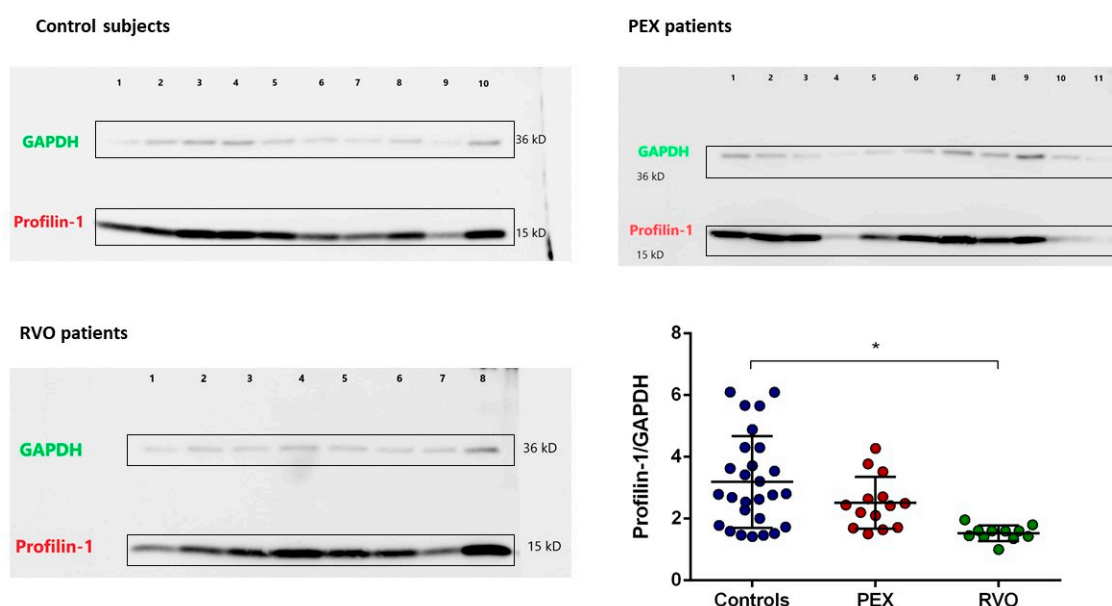 Control subjects
1 2 3 4 5 6 7 8 9 10
GAPDH
36 kD
Profilin-1
15 kD
PEX patients
1 2 3 4 5 6 7 8 9 10 11
GAPDH
36 kD
Profilin-1
15 kD
RVO patients
1 2 3 4 5 6 7 8
GAPDH
36 kD
Profilin-1
15 kD
8
6
4
2
0
Profilin-1/GAPDH
*
Controls PEX RVO